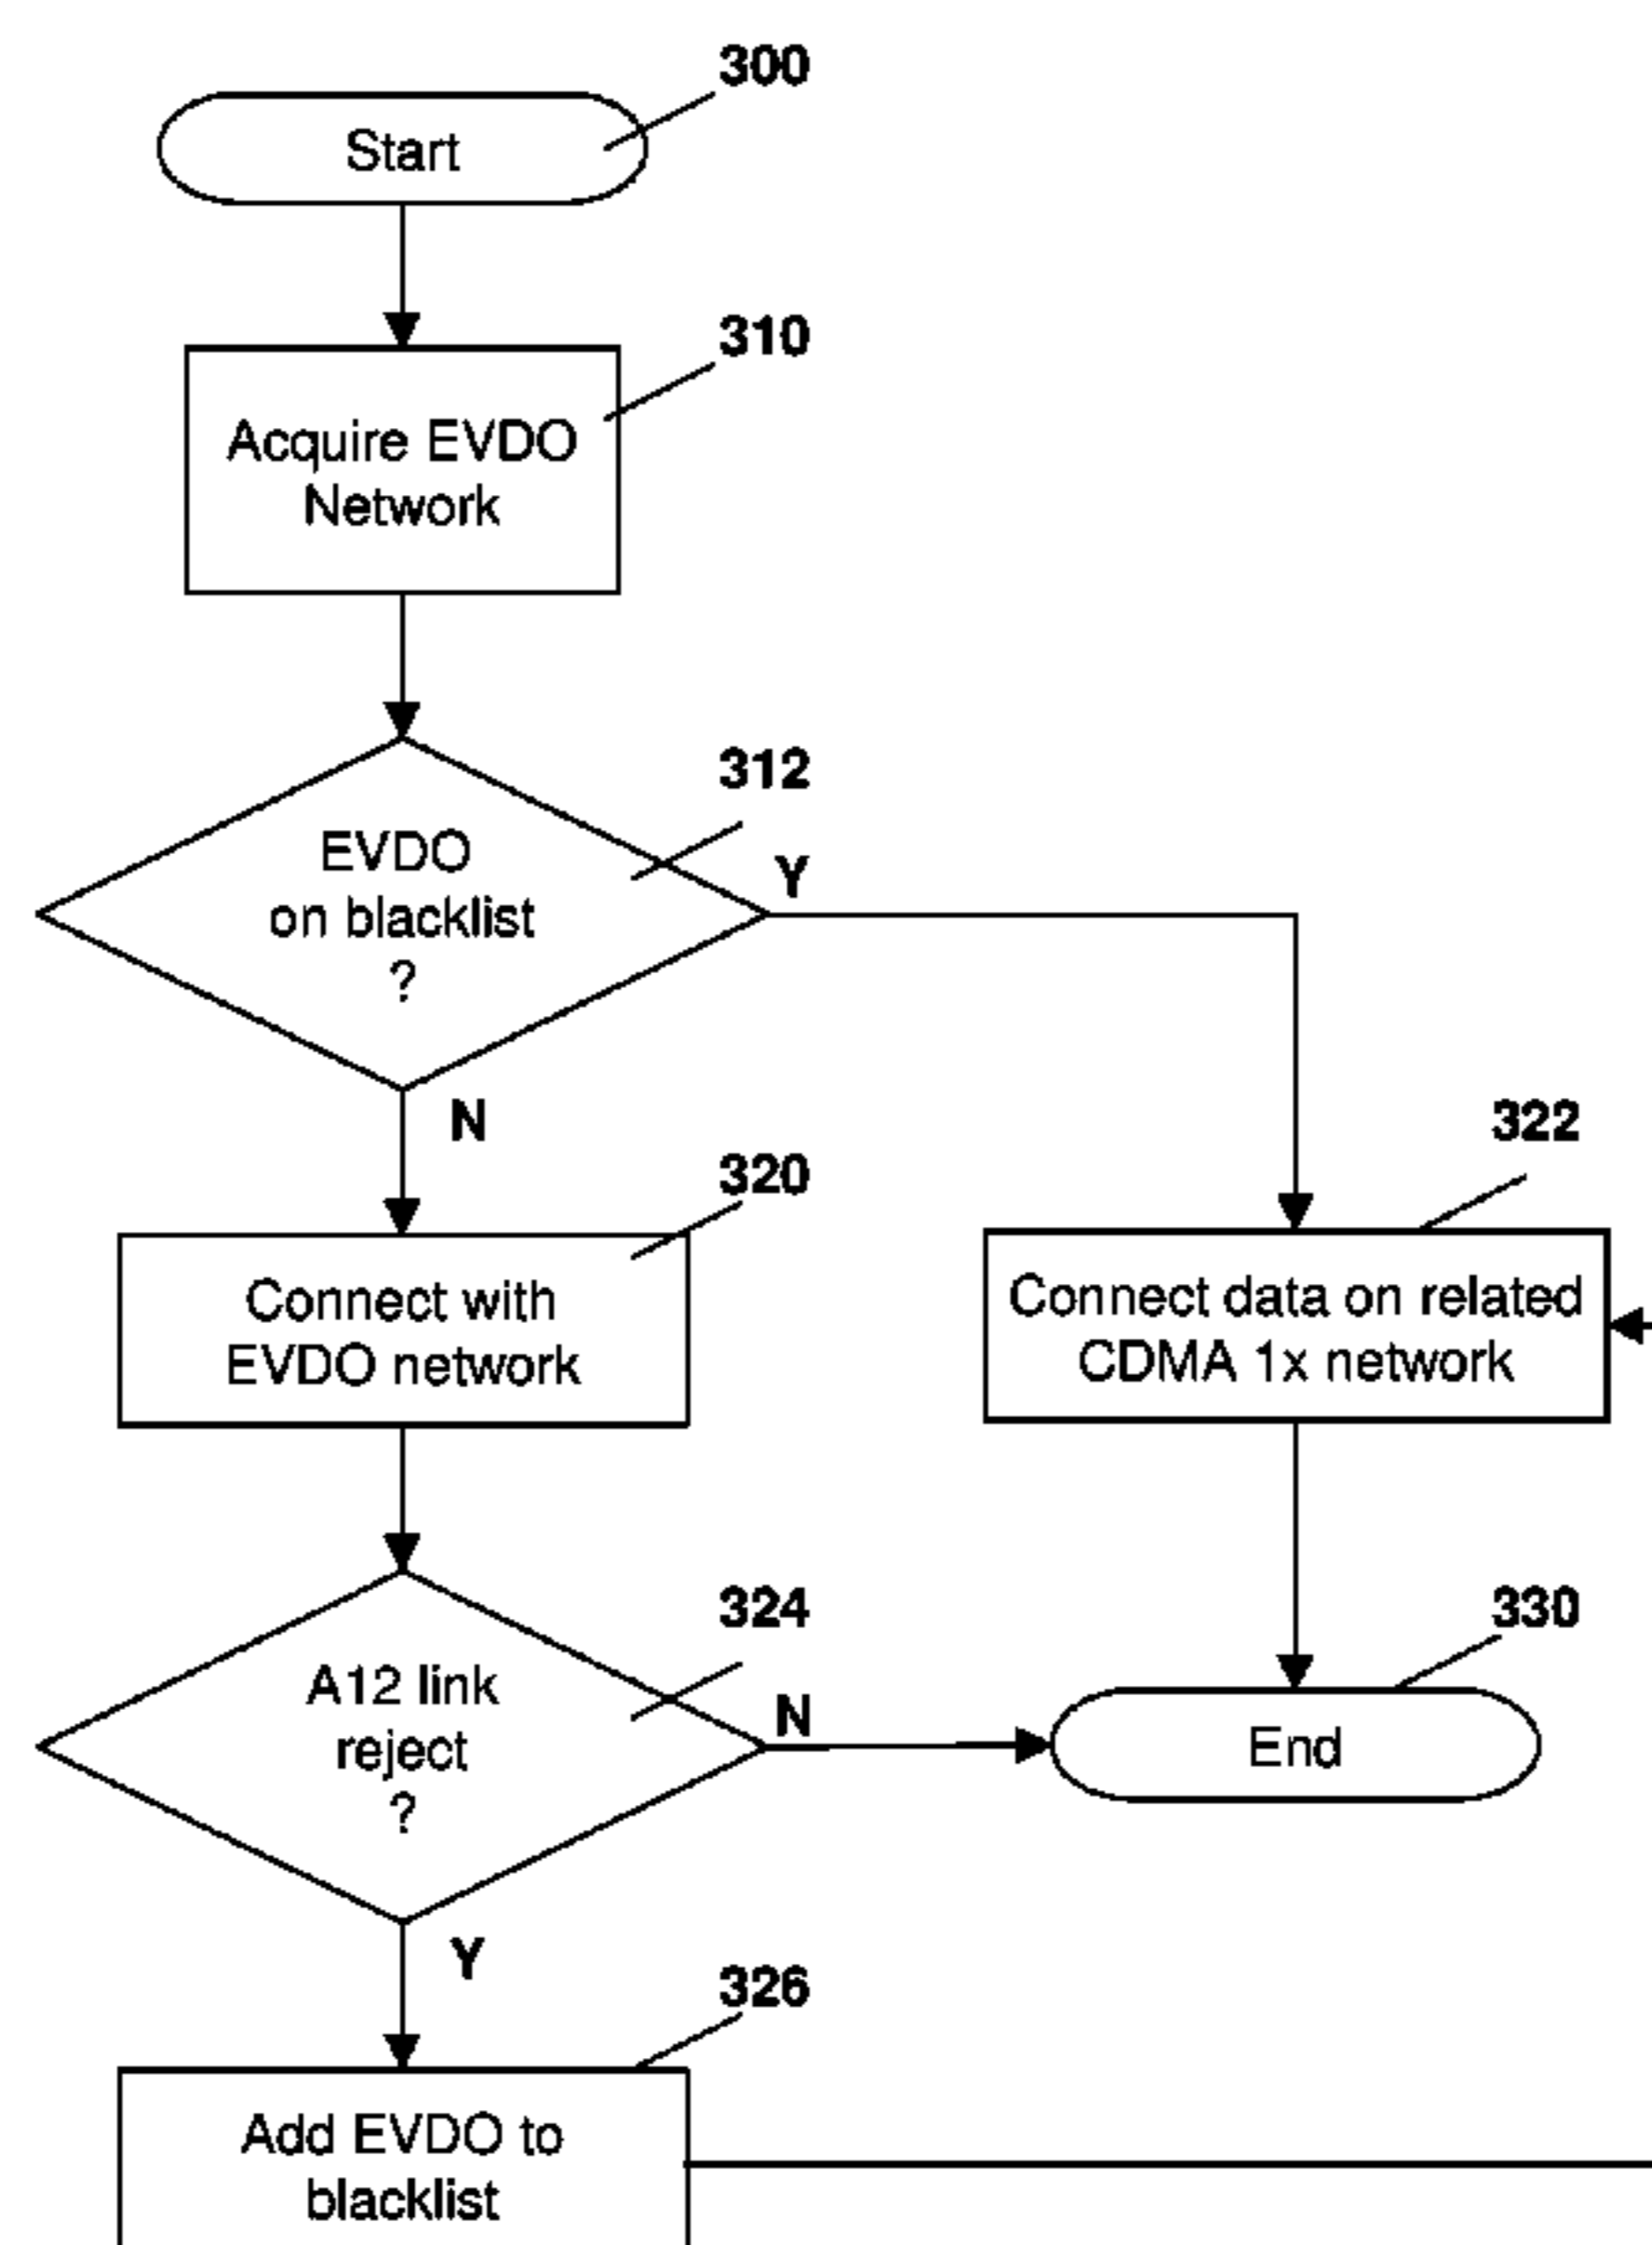 300
Start
310
Acquire EVDO
Network
312
EVDO
on blacklist
?
Y
N
320
Connect with
EVDO network
322
Connect data on related
CDMA 1x network
324
A12 link
reject
?
N
330
End
Y
326
Add EVDO to
blacklist